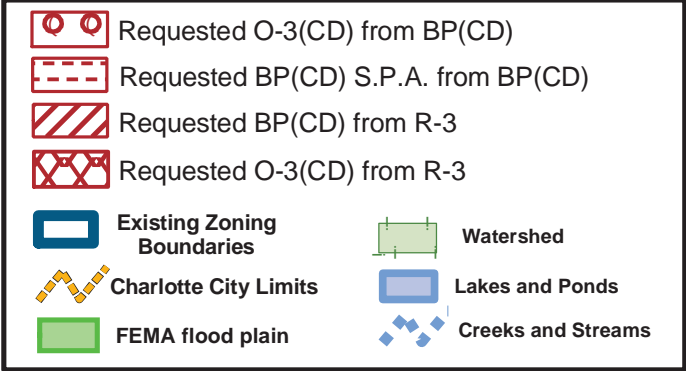 Requested O-3(CD) from BP(CD)
Requested BP(CD) S.P.A. from BP(CD)
Requested BP(CD) from R-3
Requested O-3(CD) from R-3
Existing Zoning
Boundaries
Charlotte City Limits
FEMA flood plain
Watershed
Lakes and Ponds
Creeks and Streams